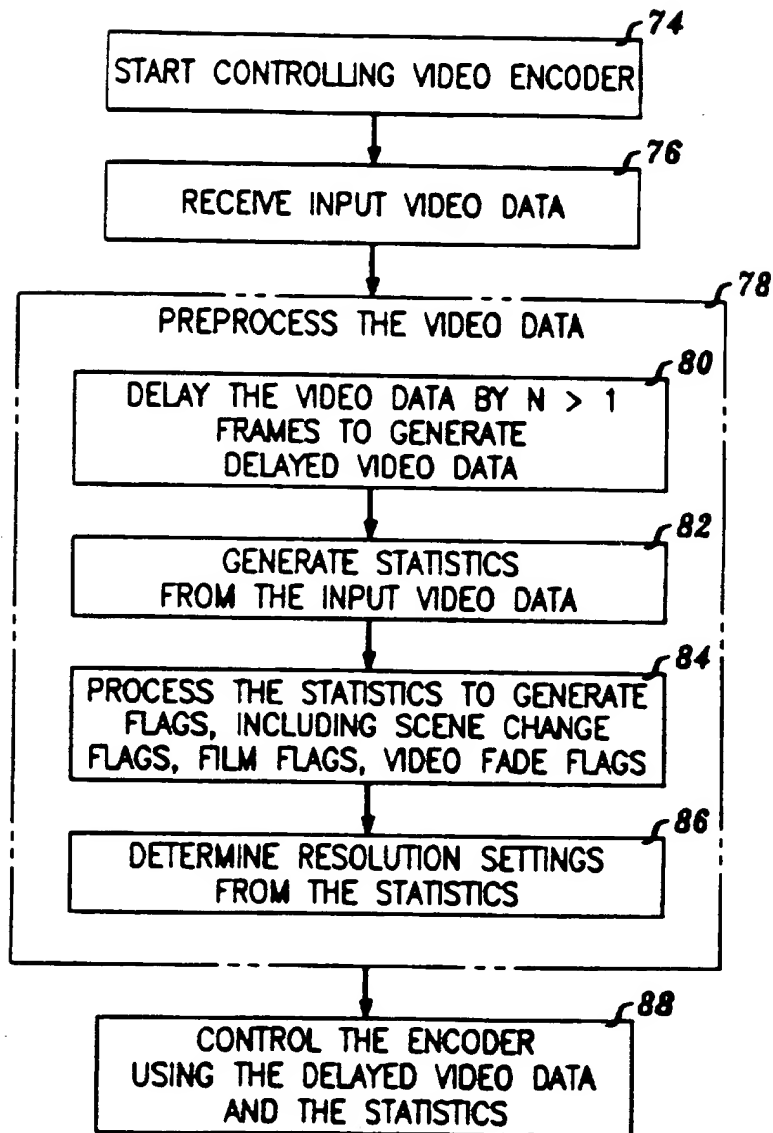 74
START CONTROLLING VIDEO ENCODER
76
RECEIVE INPUT VIDEO DATA
78
PREPROCESS THE VIDEO DATA
80
DELAY THE VIDEO DATA BY N > 1
FRAMES TO GENERATE
DELAYED VIDEO DATA
82
GENERATE STATISTICS
FROM THE INPUT VIDEO DATA
84
PROCESS THE STATISTICS TO GENERATE
FLAGS, INCLUDING SCENE CHANGE
FLAGS, FILM FLAGS, VIDEO FADE FLAGS
86
DETERMINE RESOLUTION SETTINGS
FROM THE STATISTICS
88
CONTROL THE ENCODER
USING THE DELAYED VIDEO DATA
AND THE STATISTICS